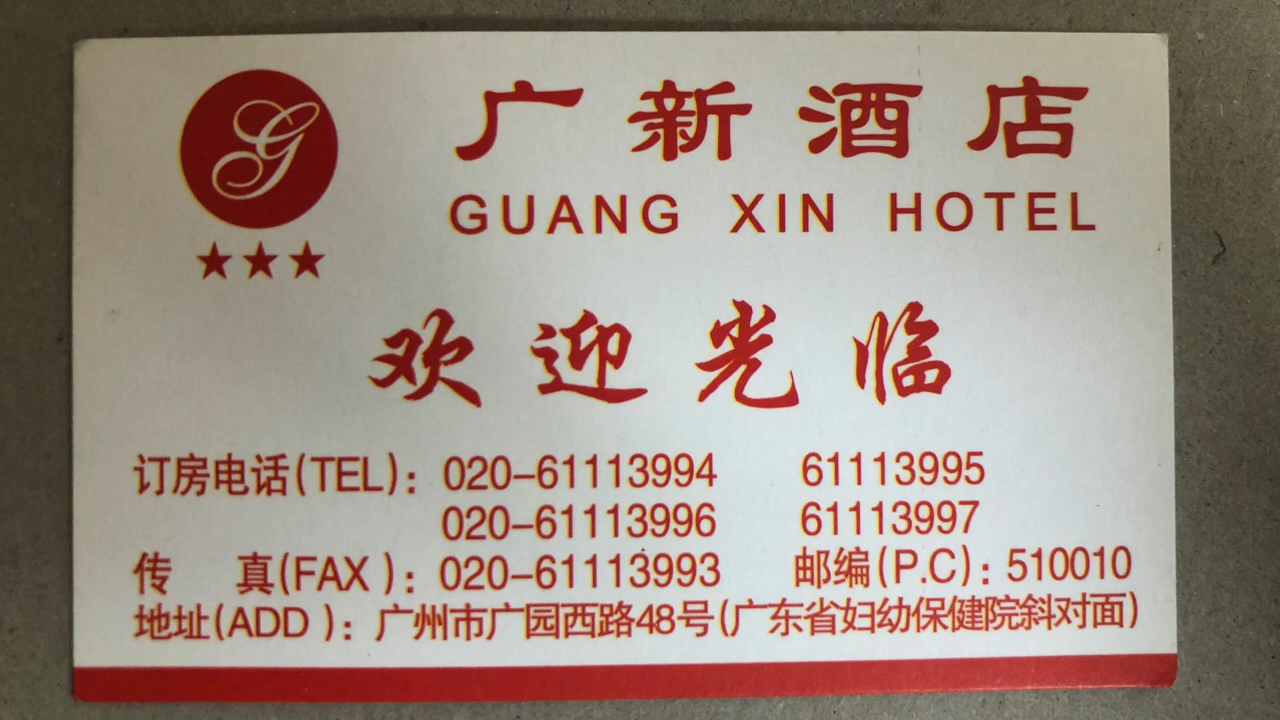 G
广新酒店
GUANG XIN HOTEL
★★★
欢迎光临
订房电话(TEL)：020-61113994 61113995
020-61113996 61113997
传 真(FAX )：020-61113993 邮编(P.C)：510010
地址(ADD )：广州市广园西路48号(广东省妇幼保健院斜对面)